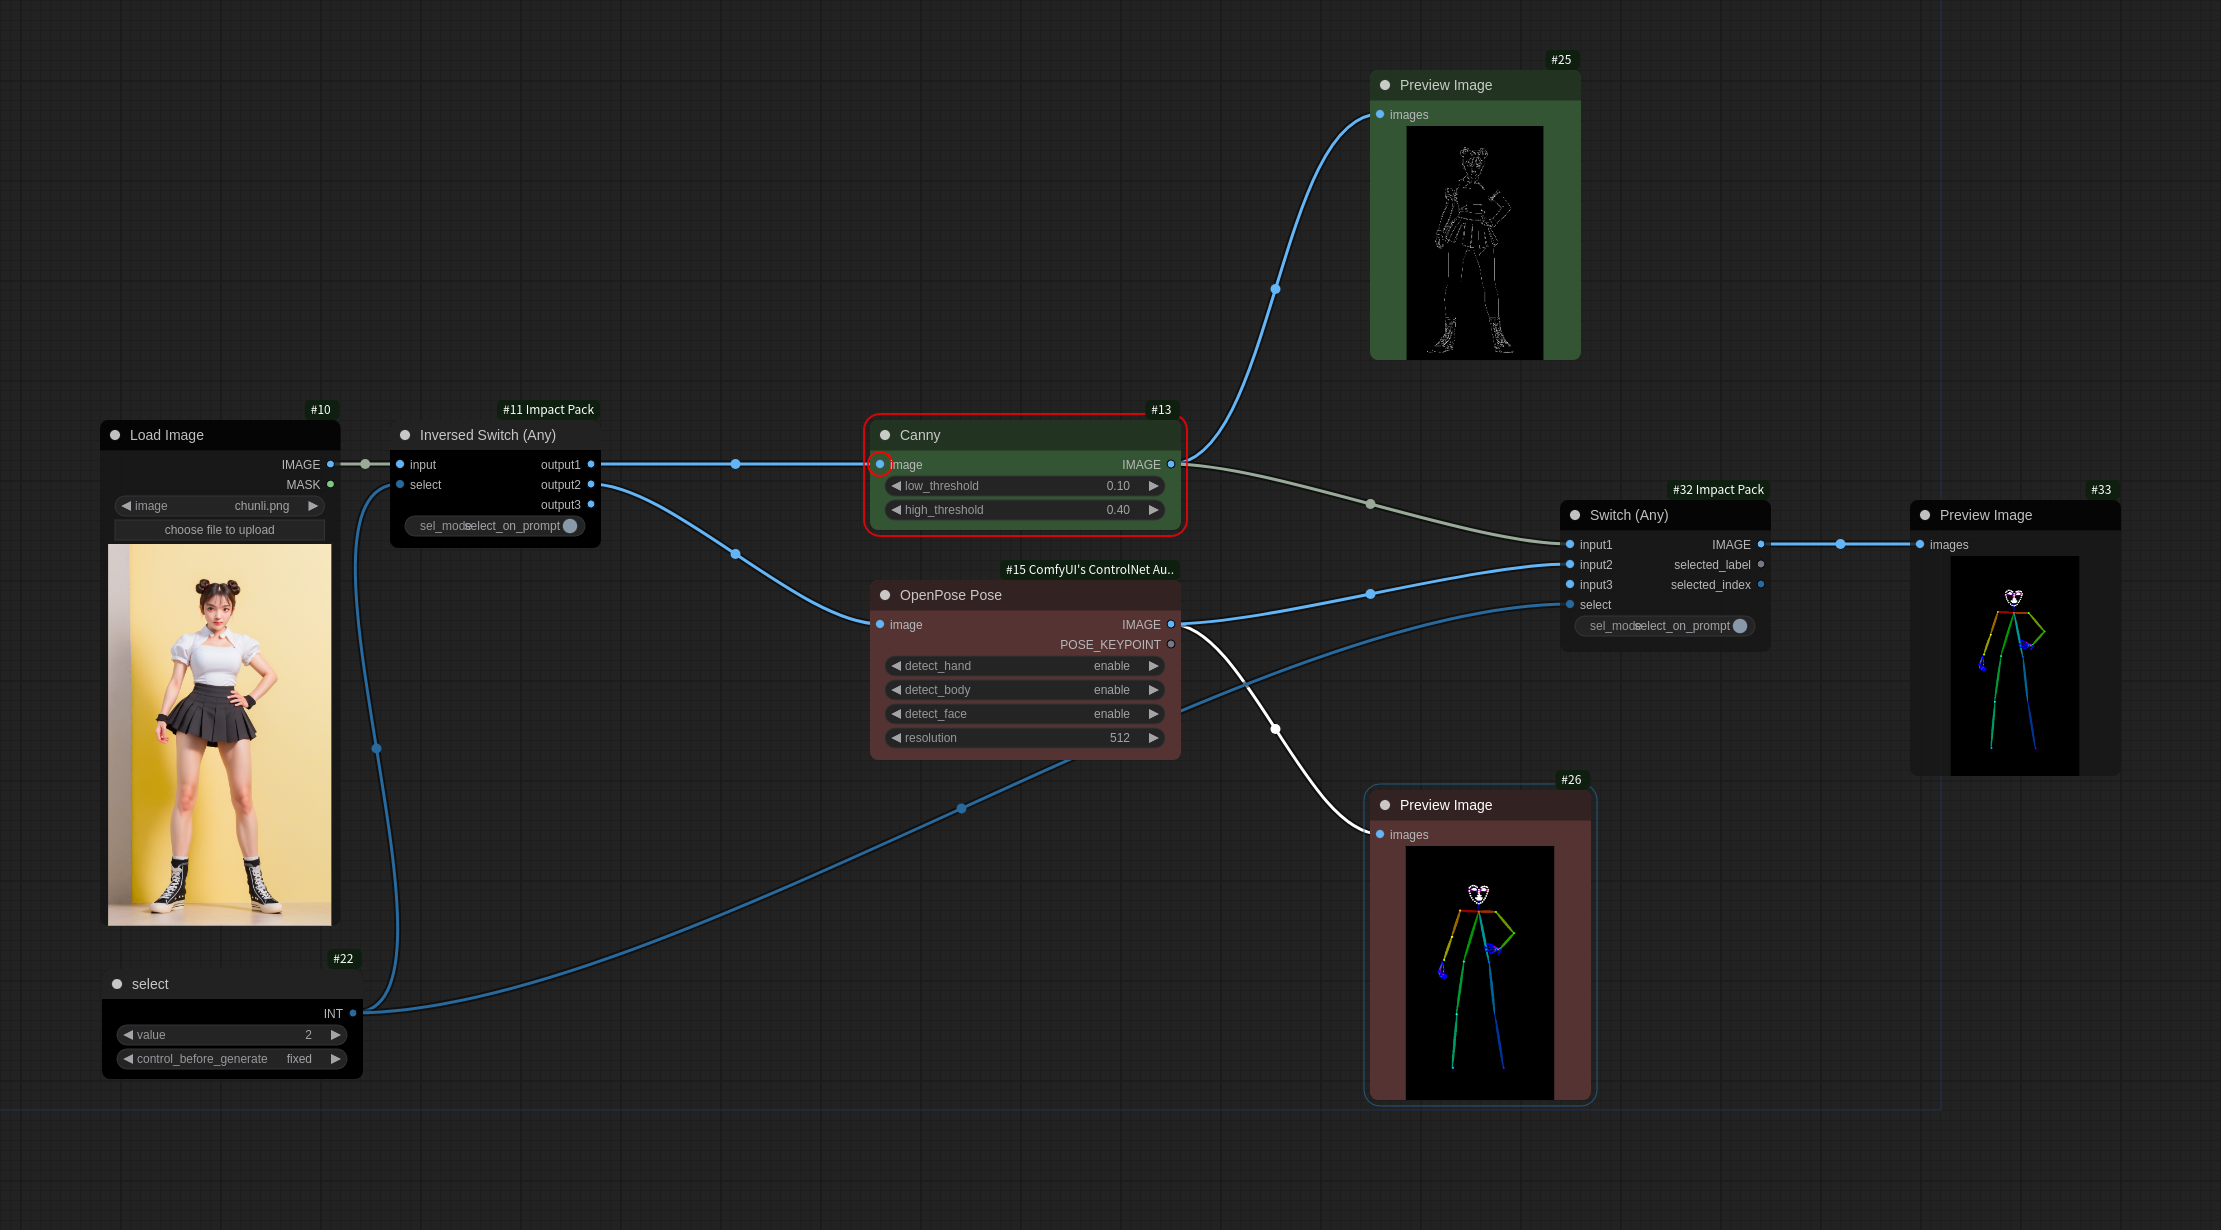 #25
Preview Image
images
#10
Load Image
IMAGE
MASK
image chunli.png
choose file to upload
#11 Impact Pack
Inversed Switch (Any)
input output1
select output2
output3
sel_mode select_on_prompt
#13
Canny
image IMAGE
low_threshold 0.10
high_threshold 0.40
#15 ComfyUI's ControlNet Au..
OpenPose Pose
image IMAGE
POSE_KEYPOINT
detect_hand enable
detect_body enable
detect_face enable
resolution 512
#32 Impact Pack
Switch (Any)
input1 IMAGE
input2 selected_label
input3 selected_index
select
sel_mode select_on_prompt
#33
Preview Image
images
#26
Preview Image
images
#22
select
INT
value 2
control_before_generate fixed